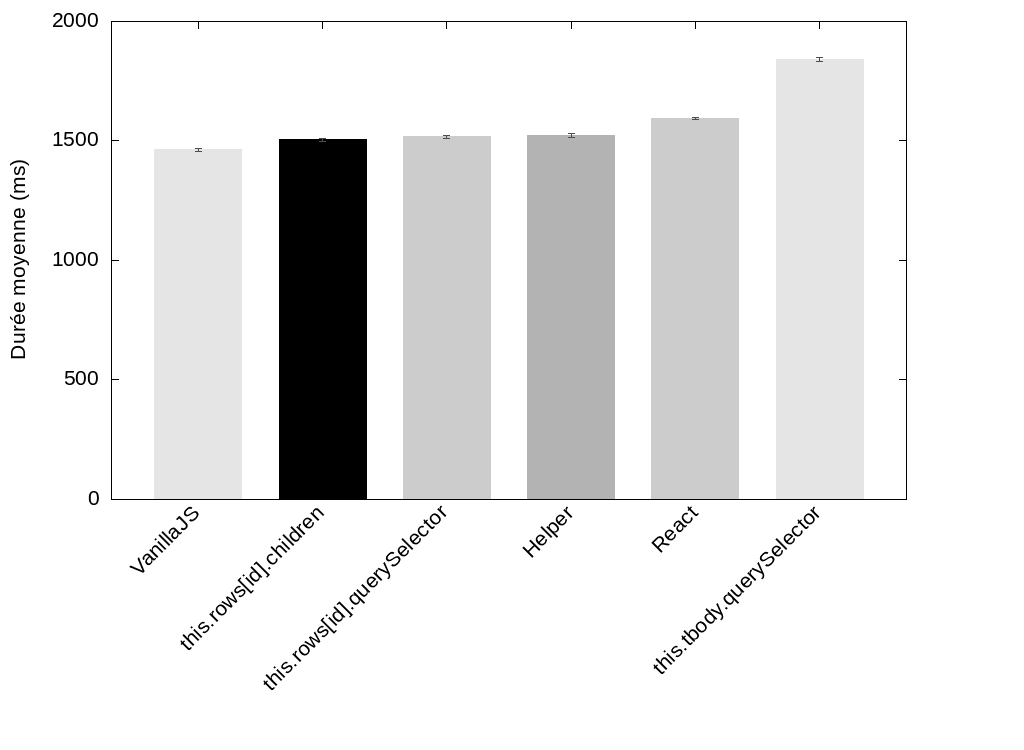 2000
1500
1000
500
0
Durée moyenne (ms)
VanillaJS
this.rows[id].children
this.rows[id].querySelector
Helper
React
this.tbody.querySelector